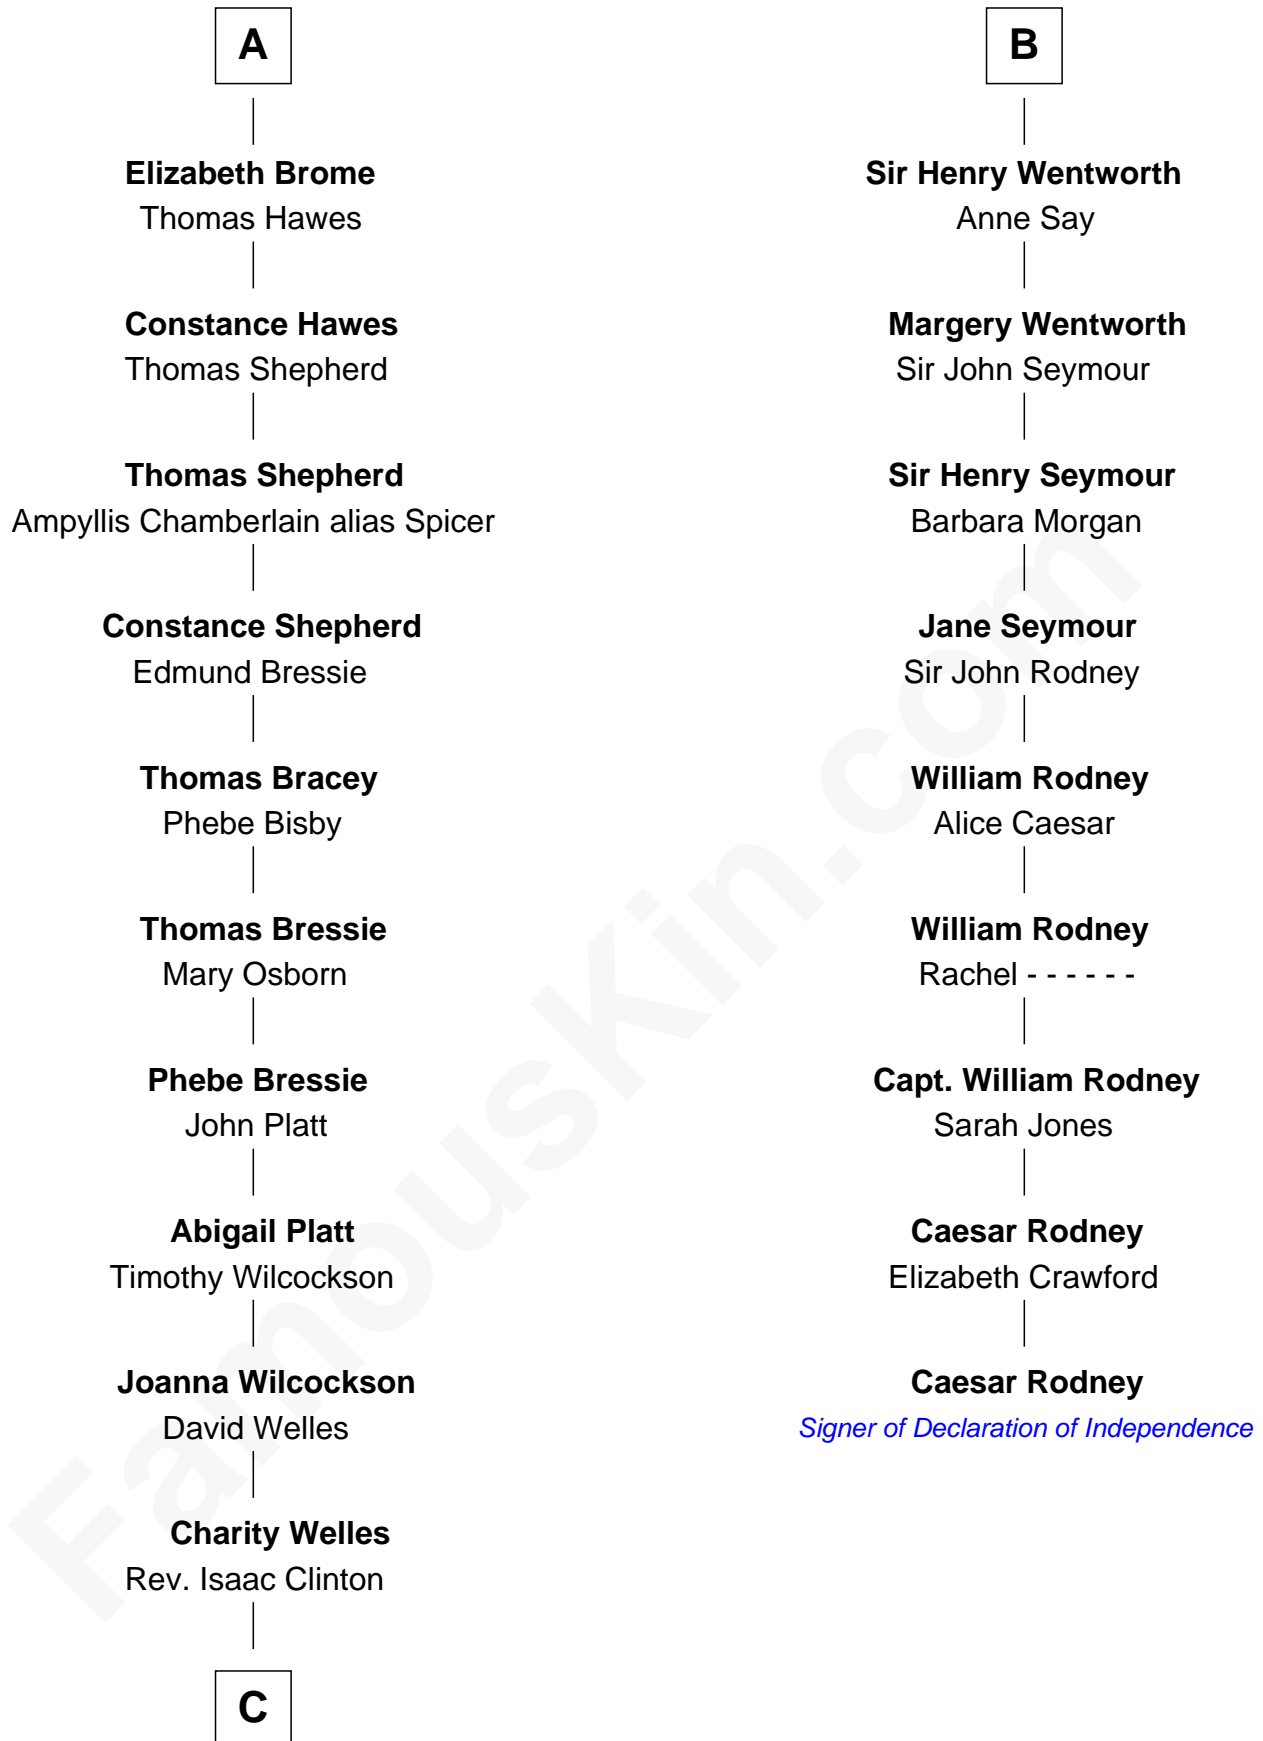 A
Elizabeth Brome
Thomas Hawes
Constance Hawes
Thomas Shepherd
Thomas Shepherd
Ampyllis Chamberlain alias Spicer
Constance Shepherd
Edmund Bressie
Thomas Bracey
Phebe Bisby
Thomas Bressie
Mary Osborn
Phebe Bressie
John Platt
Abigail Platt
Timothy Wilcockson
Joanna Wilcockson
David Welles
Charity Welles
Rev. Isaac Clinton
C
B
Sir Henry Wentworth
Anne Say
Margery Wentworth
Sir John Seymour
Sir Henry Seymour
Barbara Morgan
Jane Seymour
Sir John Rodney
William Rodney
Alice Caesar
William Rodney
Rachel - - - - - -
Capt. William Rodney
Sarah Jones
Caesar Rodney
Elizabeth Crawford
Caesar Rodney
Signer of Declaration of Independence
FamousKin.com